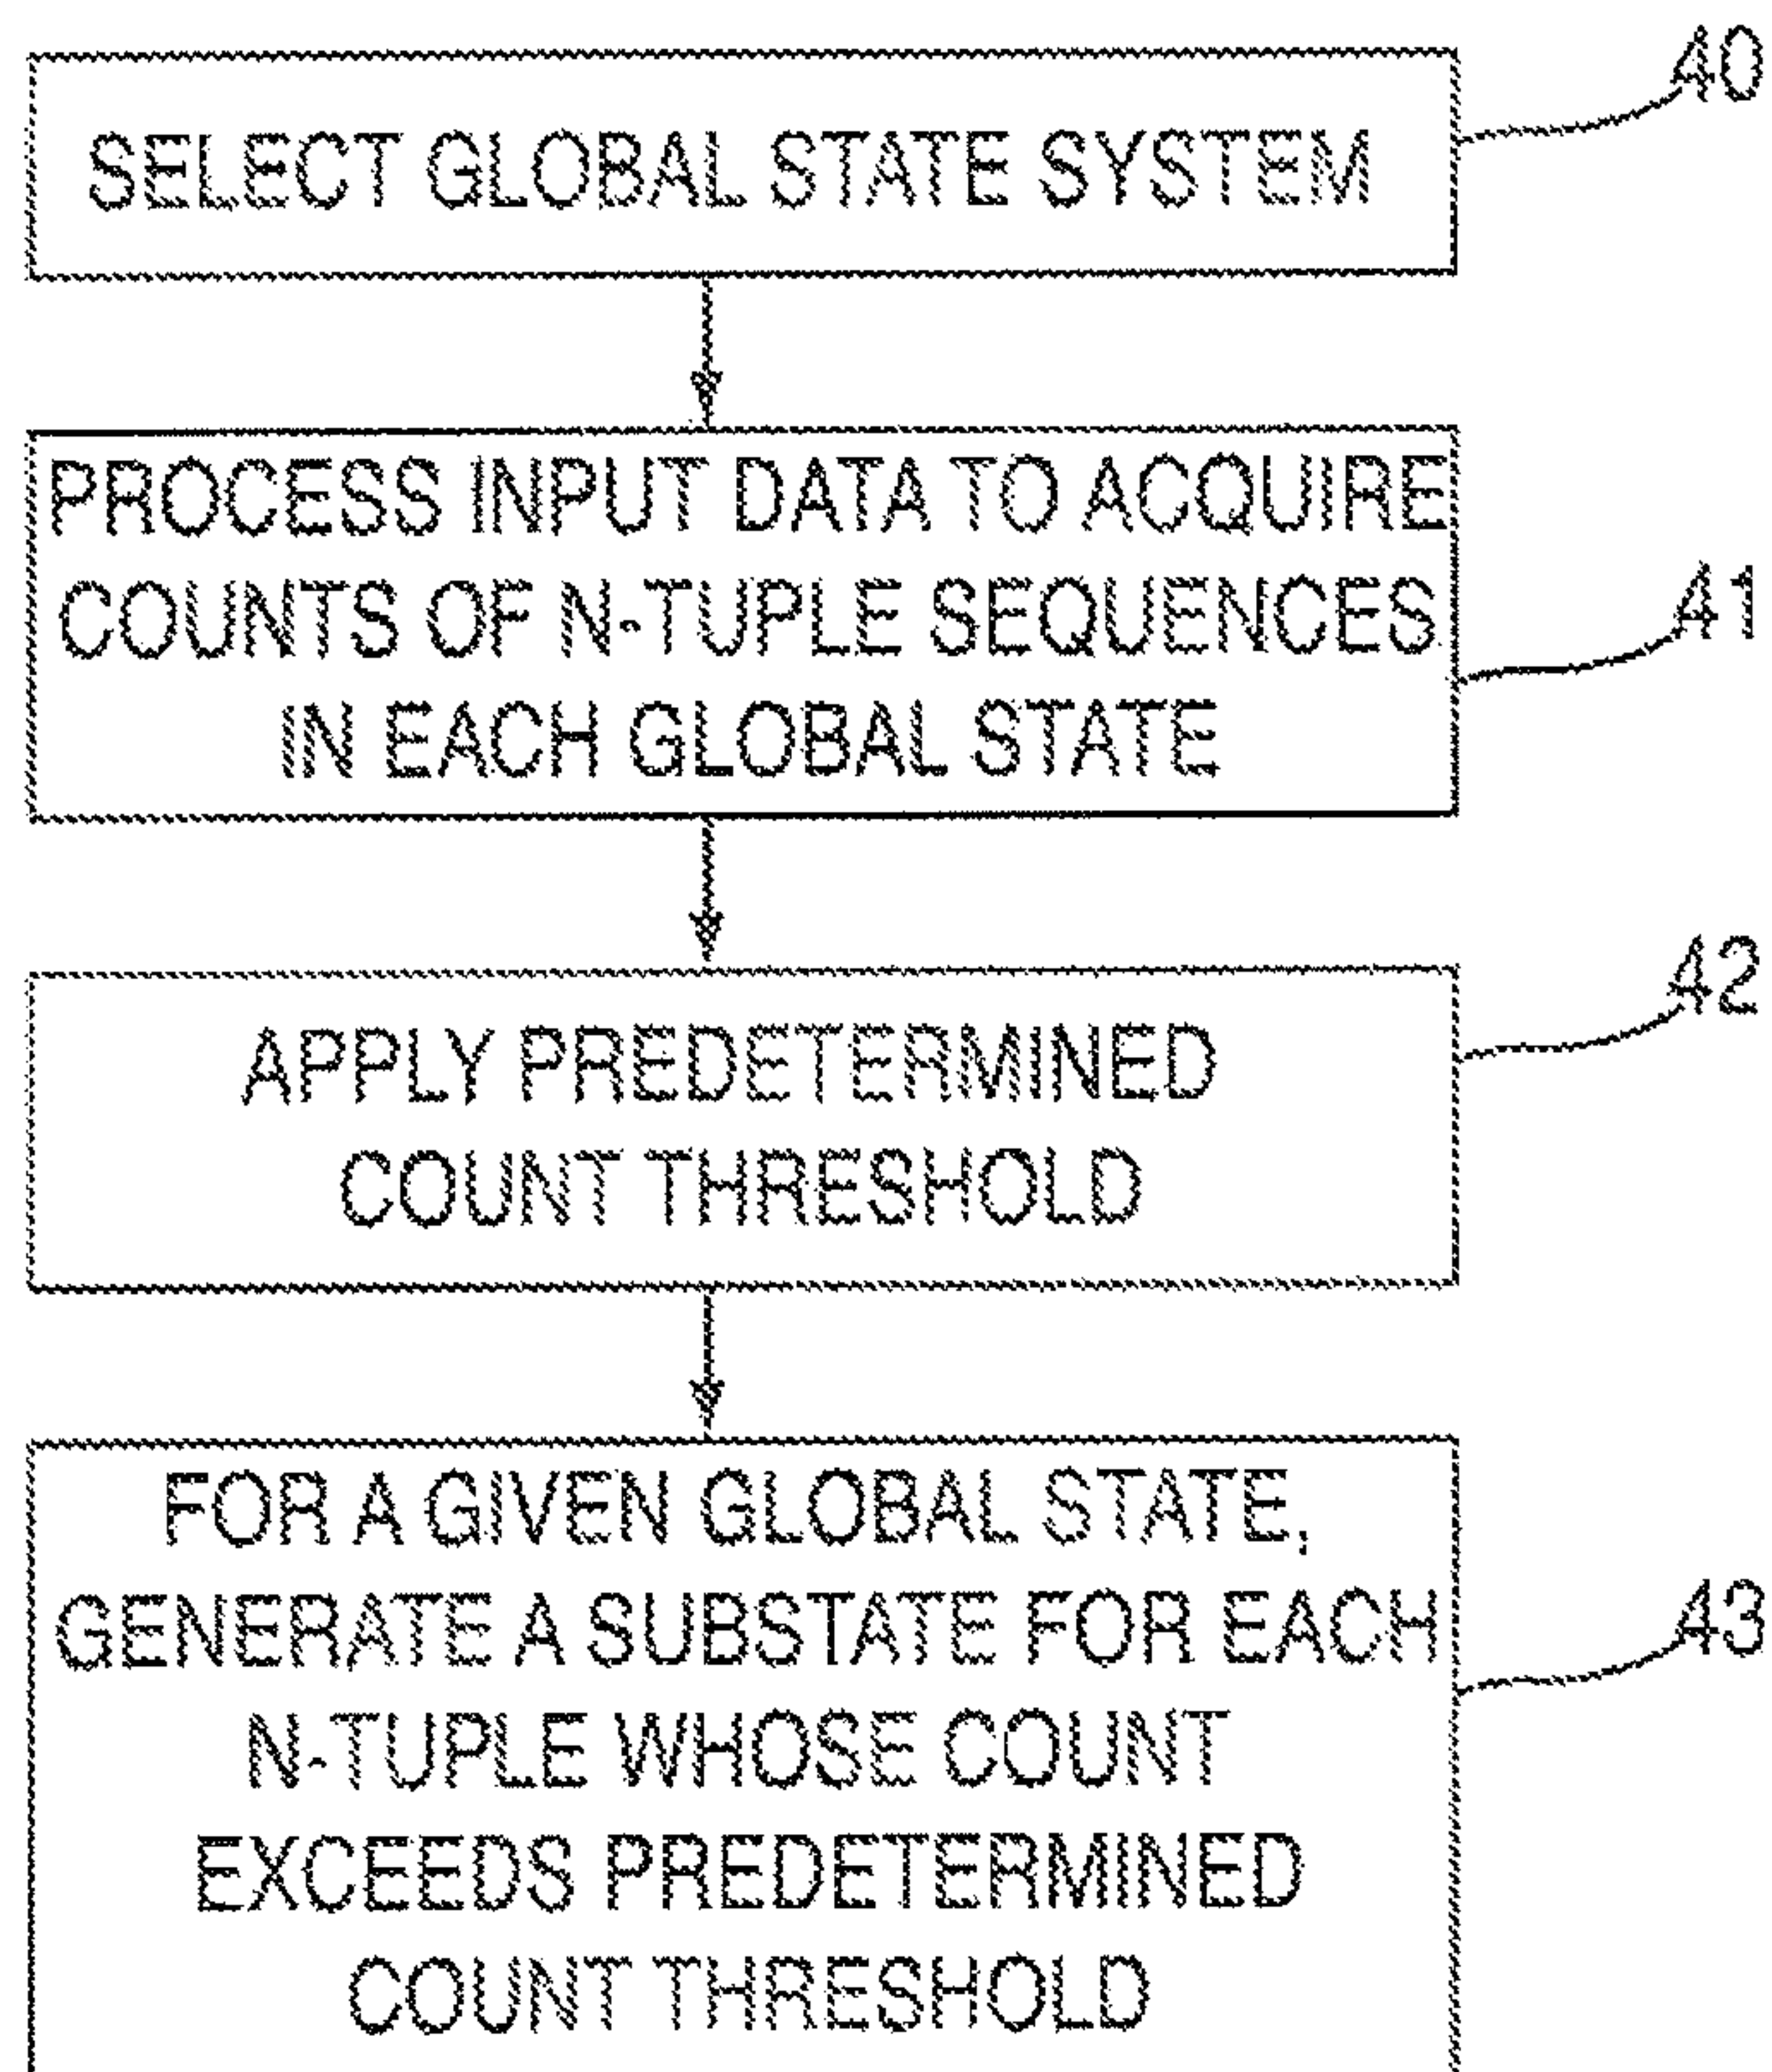 40
SELECT GLOBAL STATE SYSTEM
PROCESS INPUT DATA TO ACQUIRE
COUNTS OF N-TUPLE SEQUENCES
41
IN EACH GLOBAL STATE
42
APPLY PREDETERMINED
COUNT THRESHOLD
FOR A GIVEN GLOBAL STATE,
GENERATE A SUBSTATE FOR EACH
43
N-TUPLE WHOSE COUNT
EXCEEDS PREDETERMINED
COUNT THRESHOLD